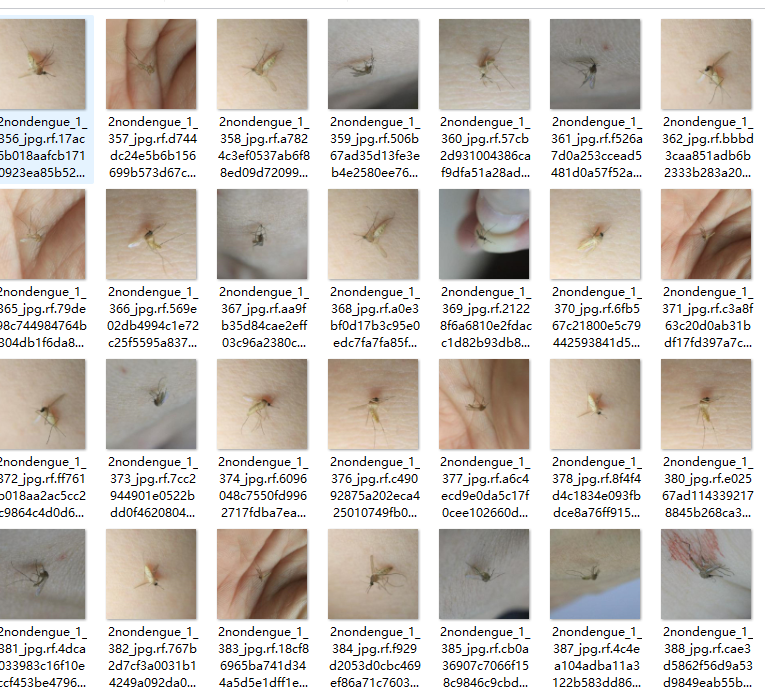 2nondengue_1_
356_jpg.rf.17ac
5b018aafcb171
0923ea85b52...
2nondengue_1_
357_jpg.rf.d744
dc24e5b6b156
699b573d67c...
2nondengue_1_
358_jpg.rf.a782
4c3ef0537ab6f8
8ed09d72099...
2nondengue_1_
359_jpg.rf.506b
67ad35d13fe3e
b4e2580ee76...
2nondengue_1_
360_jpg.rf.57cb
2d931004386ca
f9dfa51a28ad...
2nondengue_1_
361_jpg.rf.f526a
7d0a253ccead5
481d0a57f52a...
2nondengue_1_
362_jpg.rf.bbbd
3caa851adb6b
2333b283a20...
2nondengue_1_
365_jpg.rf.79de
98c744984764b
804db1f6da8...
2nondengue_1_
366_jpg.rf.569e
02db4994c1e72
c25f5595a837...
2nondengue_1_
367_jpg.rf.aa9f
b35d84cae2eff
03c96a2380c...
2nondengue_1_
368_jpg.rf.a0e3
bf0d17b3c95e0
edc7fa7fa85f...
2nondengue_1_
369_jpg.rf.2122
8f6a6810e2fdac
c1d82b93db8...
2nondengue_1_
370_jpg.rf.6fb5
67c21800e5c79
442593841d5...
2nondengue_1_
371_jpg.rf.c3a8f
63c20d0ab31b
df17fd397a7c...
2nondengue_1_
372_jpg.rf.ff761
b018aa2ac5cc2
c9864c4d0d6...
2nondengue_1_
373_jpg.rf.7cc2
944901e0522b
dd0f4620804...
2nondengue_1_
374_jpg.rf.6096
048c7550fd996
2717fdba7ea...
2nondengue_1_
376_jpg.rf.c490
92875a202eca4
25010749fb0...
2nondengue_1_
377_jpg.rf.a6c4
ecd9e0da5c17f
0cee102660d...
2nondengue_1_
378_jpg.rf.8f4f4
d4c1834e093fb
dce8a76ff915...
2nondengue_1_
380_jpg.rf.e025
67ad114339217
8845b268ca3...
2nondengue_1_
381_jpg.rf.4dca
033983c16f10e
ccf453be4796...
2nondengue_1_
382_jpg.rf.767b
2d7cf3a0031b1
4249a092da0...
2nondengue_1_
383_jpg.rf.18cf8
6965ba741d34
4a5d5e1dff1e...
2nondengue_1_
384_jpg.rf.f929
d2053d0cbc469
ef86a71c7603...
2nondengue_1_
385_jpg.rf.cb0a
36907c7066f15
8c9846c9cbd...
2nondengue_1_
387_jpg.rf.4c4e
a104adba11a3
122b583dd86...
2nondengue_1_
388_jpg.rf.cae3
d5862f56d9a53
d9849eab55b...